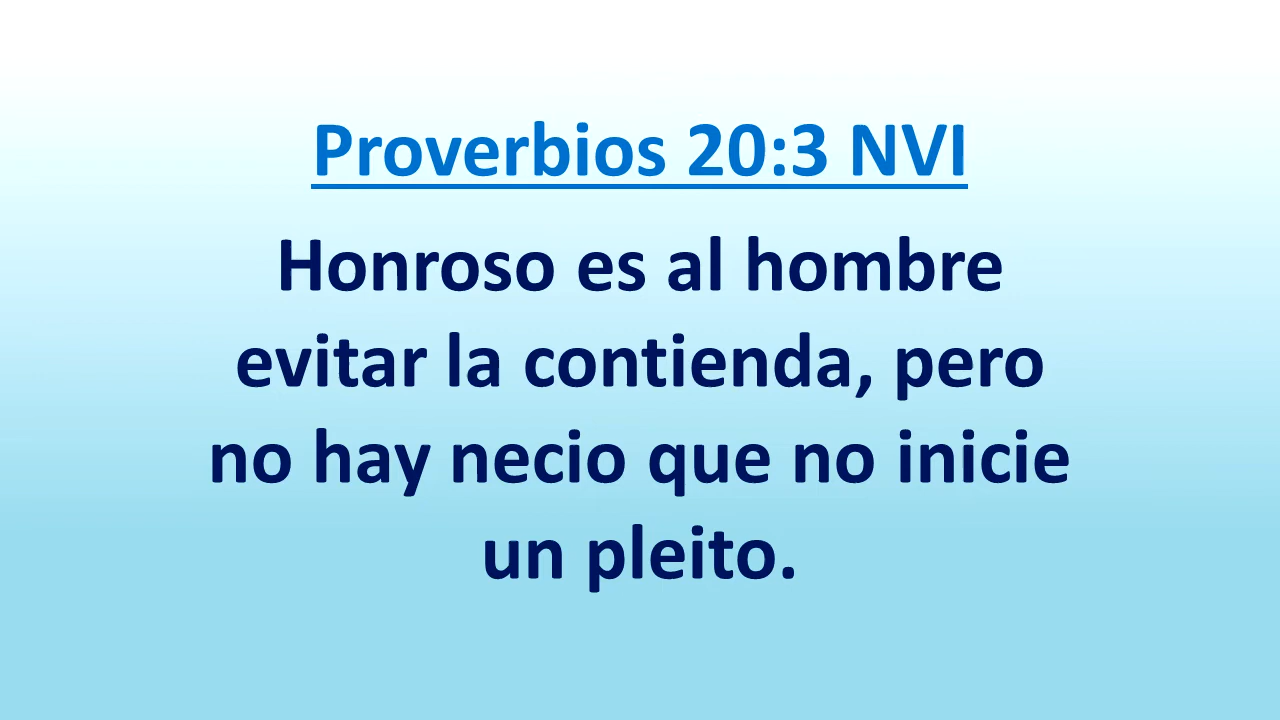 Proverbios 20:3 NVI
Honroso es al hombre
evitar la contienda, pero
no hay necio que no inicie
un pleito.